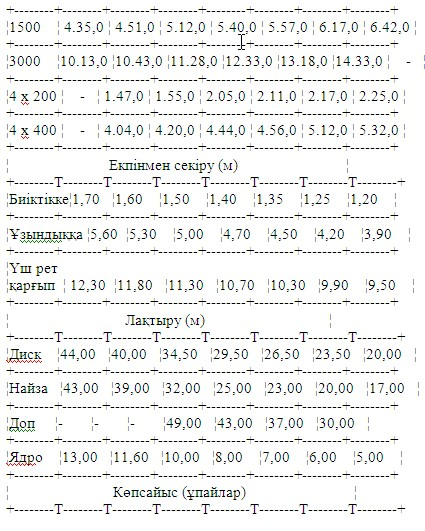 +-------+-------+-------+-------+-------+-------+-------+
¦1500 ¦ 4.35,0¦ 4.51,0¦ 5.12,0¦ 5.40,0¦ 5.57,0¦ 6.17,0¦ 6.42,0 ¦
+-------+-------+-------+-------+-------+-------+-------+
¦3000 ¦10.13,0¦10.43,0¦11.28,0¦12.33,0¦13.18,0¦14.33,0¦ - ¦
+-------+-------+-------+-------+-------+-------+-------+
¦4 х 200 ¦ - ¦ 1.47,0¦ 1.55,0¦ 2.05,0¦ 2.11,0¦ 2.17,0¦ 2.25,0¦
+-------+-------+-------+-------+-------+-------+-------+
¦4 х 400 ¦ - ¦ 4.04,0¦ 4.20,0¦ 4.44,0¦ 4.56,0¦ 5.12,0¦ 5.32,0¦
+-------+-------+-------+-------+-------+-------+-------+
¦ Екпінмен секіру (м) ¦
+-------T-------T-------T-------T-------T-------T-------+
¦Биіктікке¦1,70 ¦1,60 ¦1,50 ¦1,40 ¦1,35 ¦1,25 ¦1,20 ¦
+-------+-------+-------+-------+-------+-------+-------+
¦Ұзындыққа ¦5,60 ¦5,30 ¦5,00 ¦4,70 ¦4,50 ¦4,20 ¦3,90 ¦
+-------+-------+-------+-------+-------+-------+-------+
¦Үш рет
қарғып ¦ 12,30 ¦11,80 ¦11,30 ¦10,70 ¦10,30 ¦9,90 ¦9,50 ¦
+-------+-------+-------+-------+-------+-------+-------+
¦ Лақтыру (м) ¦
+-------T-------T-------T-------T-------T-------T-------+
¦Диск ¦44,00 ¦40,00 ¦34,50 ¦29,50 ¦26,50 ¦23,50 ¦20,00 ¦
+-------+-------+-------+-------+-------+-------+-------+
¦Найза ¦43,00 ¦39,00 ¦32,00 ¦25,00 ¦23,00 ¦20,00 ¦17,00 ¦
+-------+-------+-------+-------+-------+-------+-------+
¦Доп ¦- ¦- ¦- ¦49,00 ¦43,00 ¦37,00 ¦30,00 ¦
+-------+-------+-------+-------+-------+-------+-------+
¦Ядро ¦13,00 ¦11,60 ¦10,00 ¦8,00 ¦7,00 ¦6,00 ¦5,00 ¦
+-------+-------+-------+-------+-------+-------+-------+
¦ Көпсайыс (ұпайлар) ¦
+-------T-------T-------T-------T-------T-------T-------+